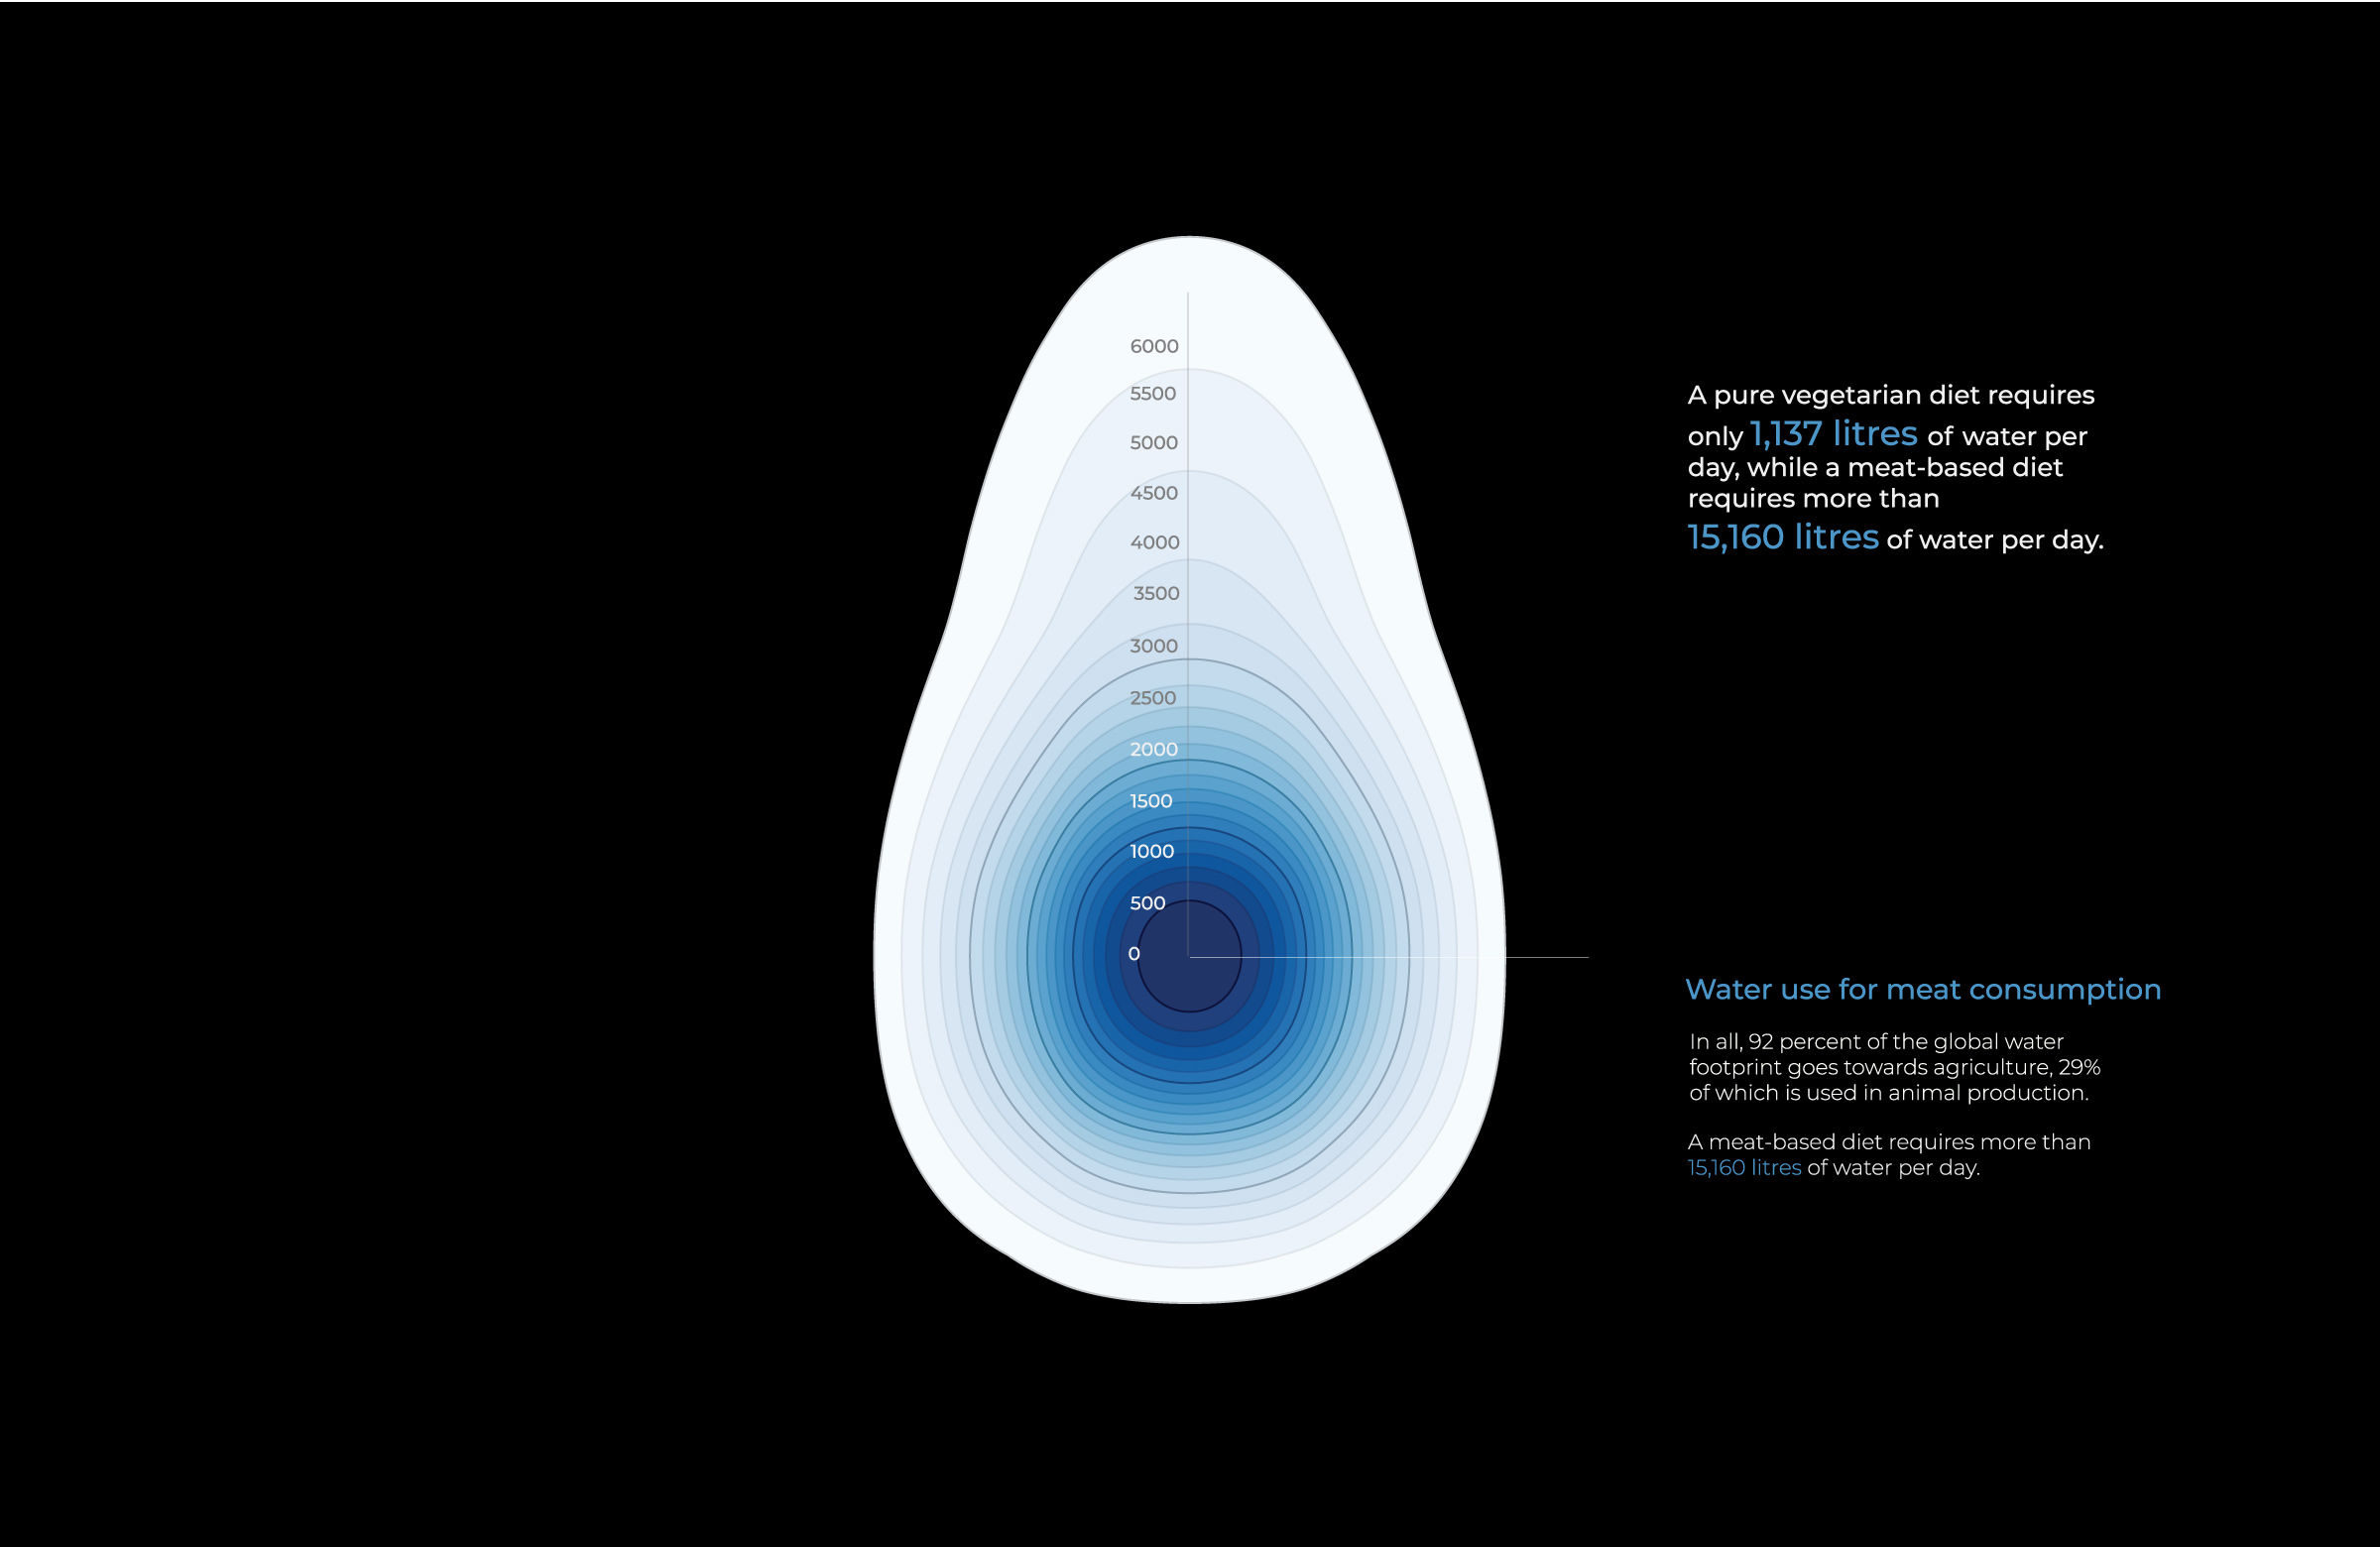 6000
5500
5000
4500
4000
3500
3000
2500
2000
1500
1000
500
0
A pure vegetarian diet requires
only 1,137 litres of water per
day, while a meat-based diet
requires more than
15,160 litres of water per day.
Water use for meat consumption
In all, 92 percent of the global water
footprint goes towards agriculture, 29%
of which is used in animal production.
A meat-based diet requires more than
15,160 litres of water per day.